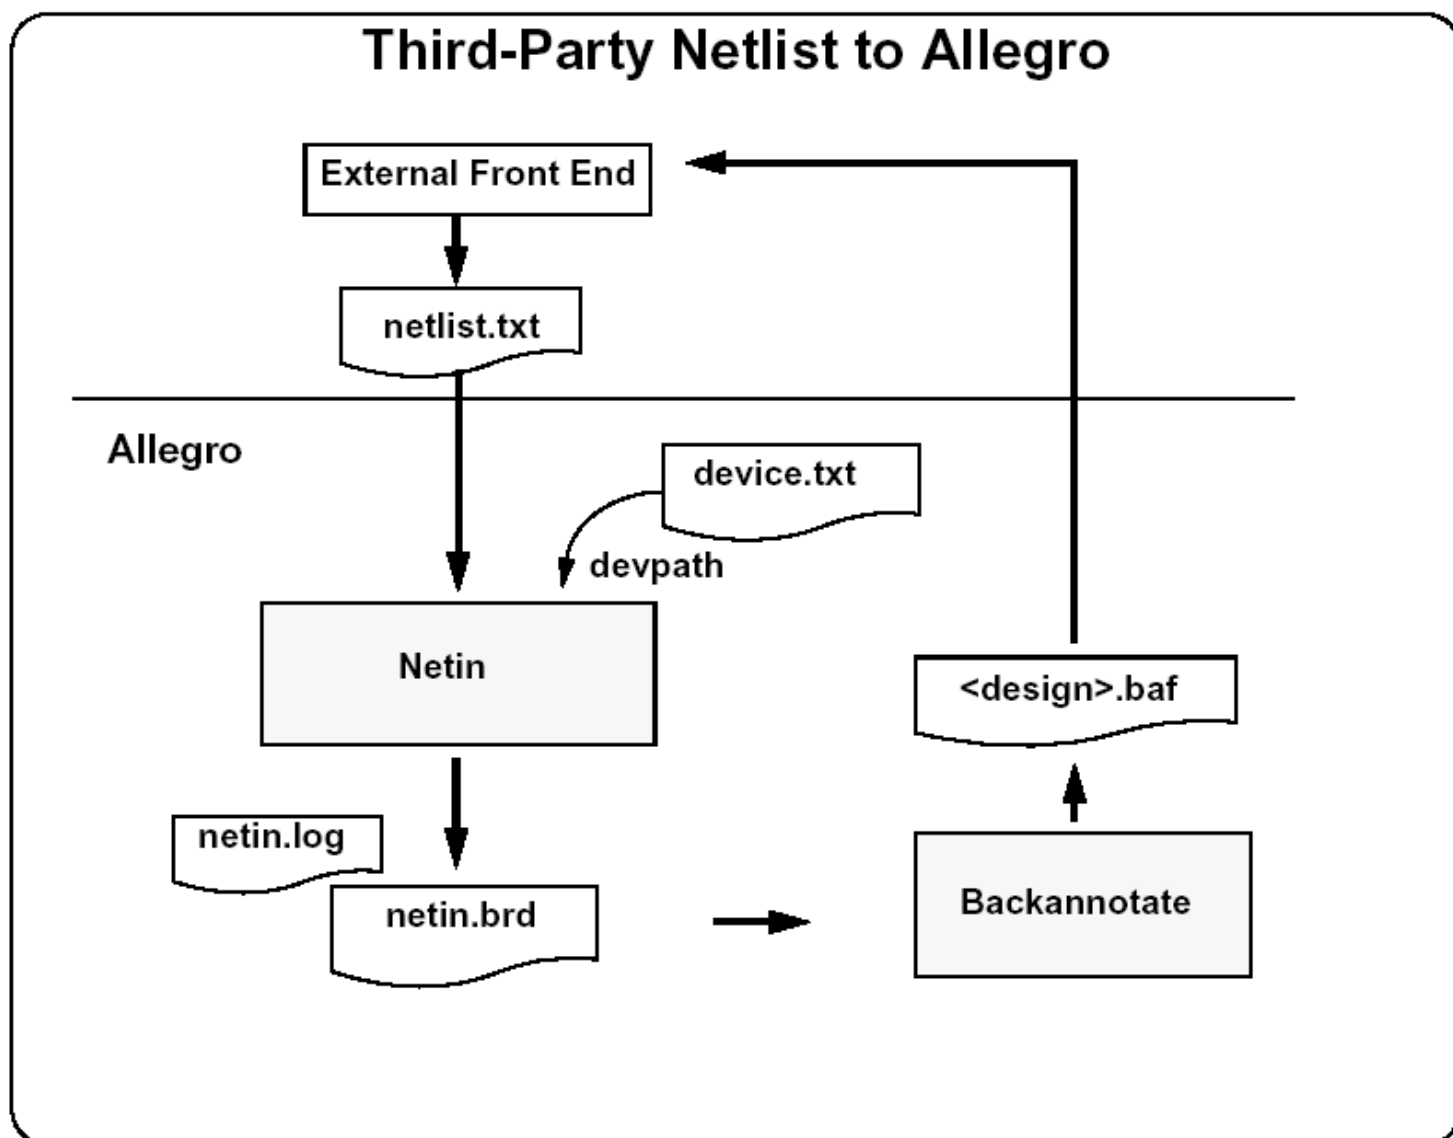 Third-Party Netlist to Allegro
External Front End
netlist.txt
Allegro
device.txt
devpath
Netin
<design>.baf
netin.log
netin.brd
Backannotate